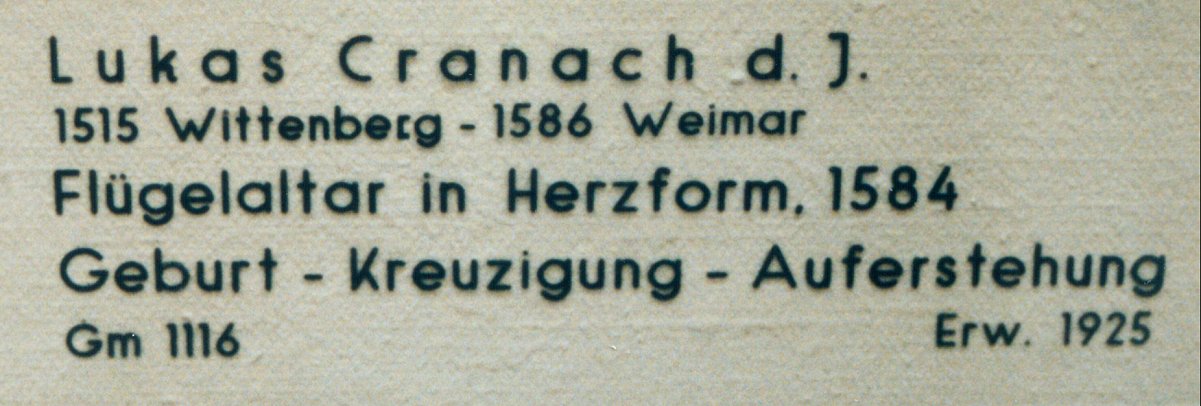 Lukas Cranach d. J.
1515 Wittenberg - 1586 Weimar
Flügelaltar in Herzform, 1584
Geburt - Kreuzigung - Auferstehung
Gm 1116 Erw. 1925